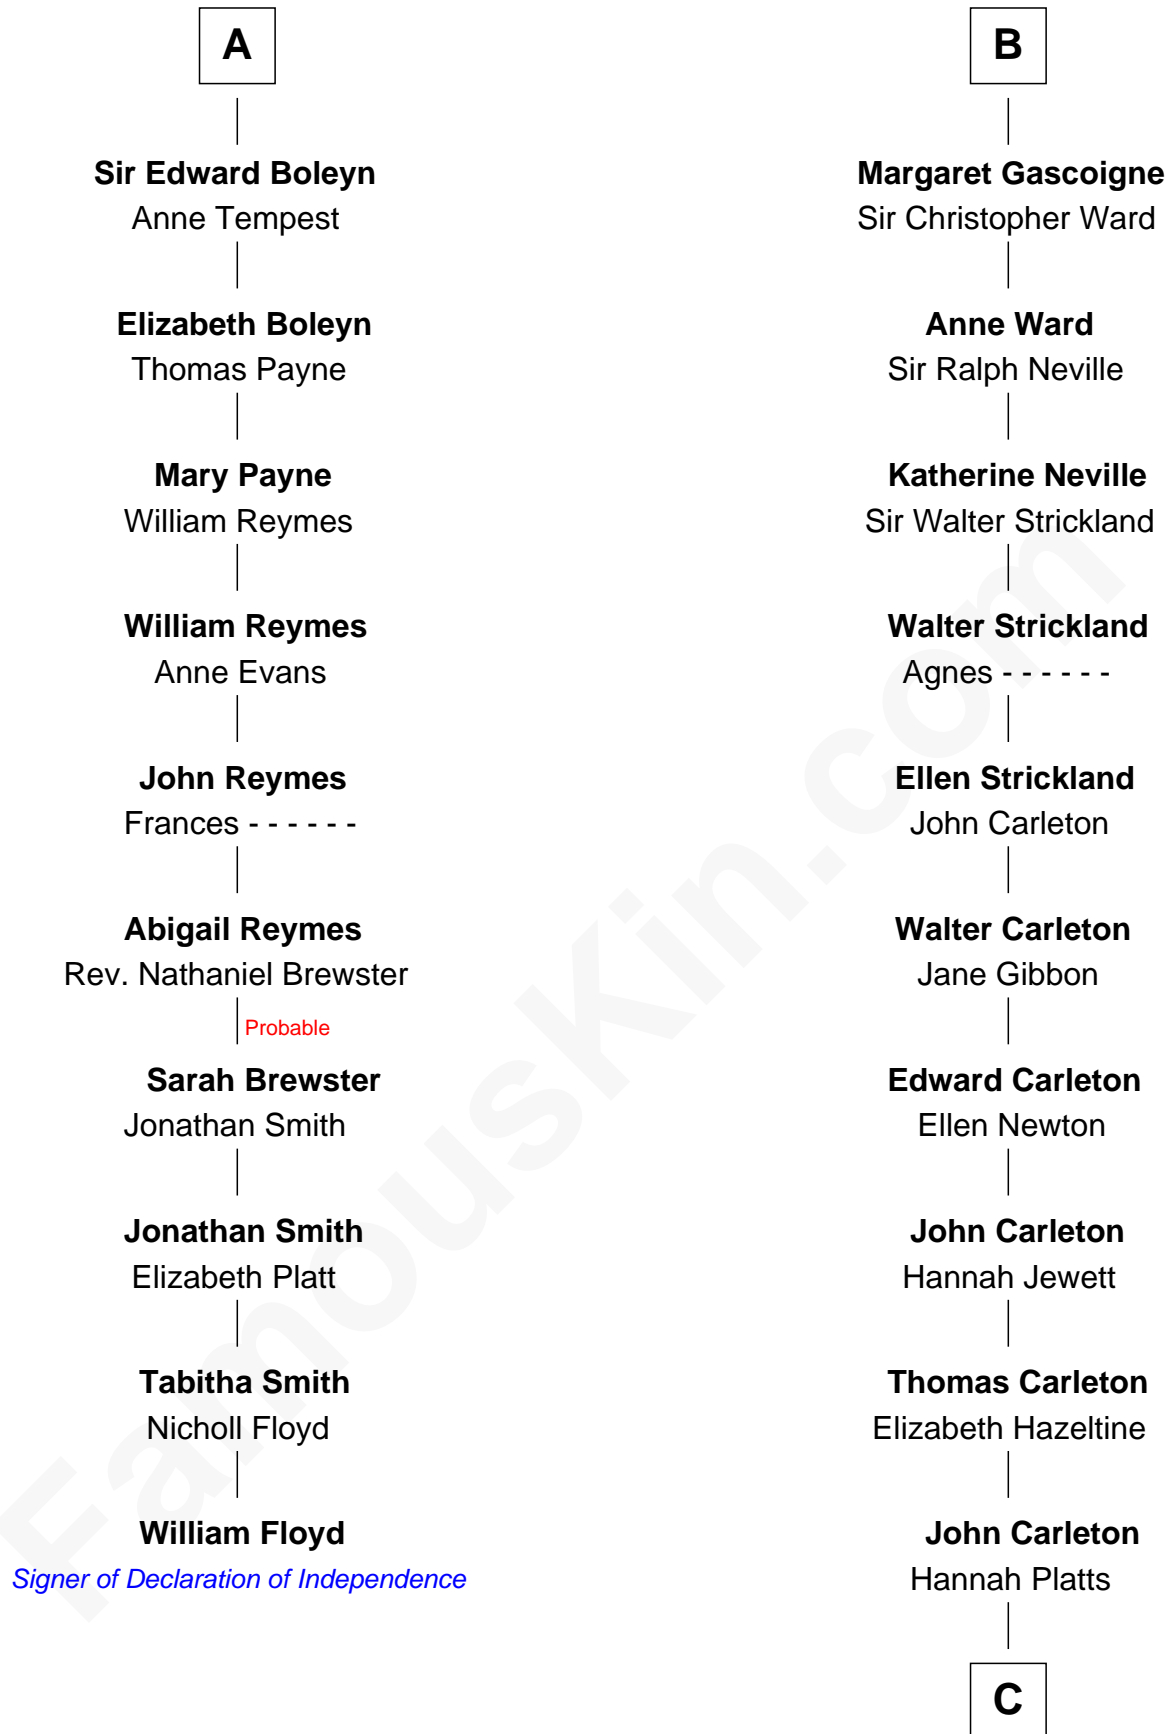 A
Sir Edward Boleyn
Anne Tempest
Elizabeth Boleyn
Thomas Payne
Mary Payne
William Reymes
William Reymes
Anne Evans
John Reymes
Frances - - - - - -
Abigail Reymes
Rev. Nathaniel Brewster
Probable
Sarah Brewster
Jonathan Smith
Jonathan Smith
Elizabeth Platt
Tabitha Smith
Nicholl Floyd
William Floyd
Signer of Declaration of Independence
B
Margaret Gascoigne
Sir Christopher Ward
Anne Ward
Sir Ralph Neville
Katherine Neville
Sir Walter Strickland
Walter Strickland
Agnes - - - - - -
Ellen Strickland
John Carleton
Walter Carleton
Jane Gibbon
Edward Carleton
Ellen Newton
John Carleton
Hannah Jewett
Thomas Carleton
Elizabeth Hazeltine
John Carleton
Hannah Platts
C
FamousKin.com